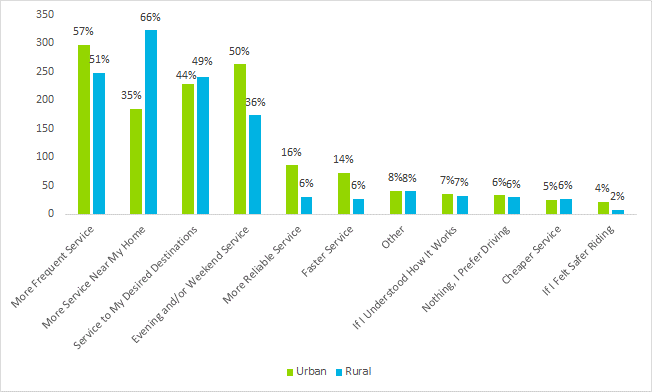 350
300
250
200
150
100
50
0
57%
51%
35%
66%
44%
49%
50%
36%
16%
6%
14%
6%
8%
8%
7%
7%
6%
6%
5%
6%
4%
2%
More Frequent Service
More Service Near My Home
Service to My Desired Destinations
Evening and/or Weekend Service
More Reliable Service
Faster Service
Other
If I Understood How It Works
Nothing, I Prefer Driving
Cheaper Service
If I Felt Safer Riding
Urban
Rural